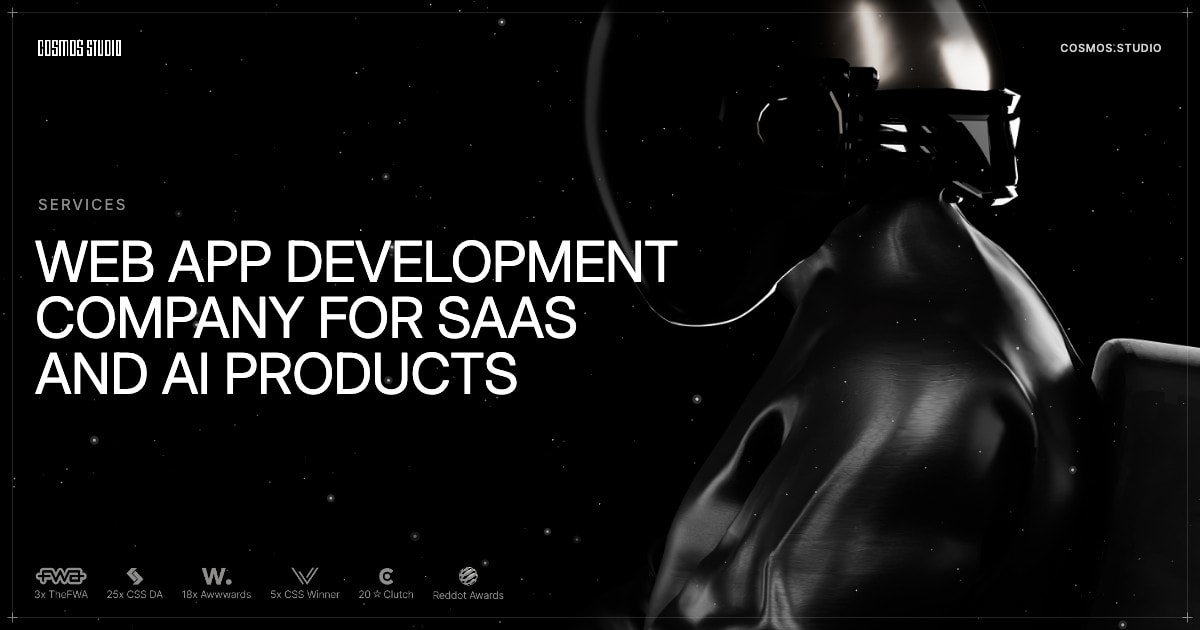 COSMOS STUDIO
COSMOS.STUDIO
SERVICES
WEB APP DEVELOPMENT
COMPANY FOR SAAS
AND AI PRODUCTS
FWA
W.
3x TheFWA
25x CSS DA
18x Awwwards
5x CSS Winner
20 ☆ Clutch
Reddot Awards